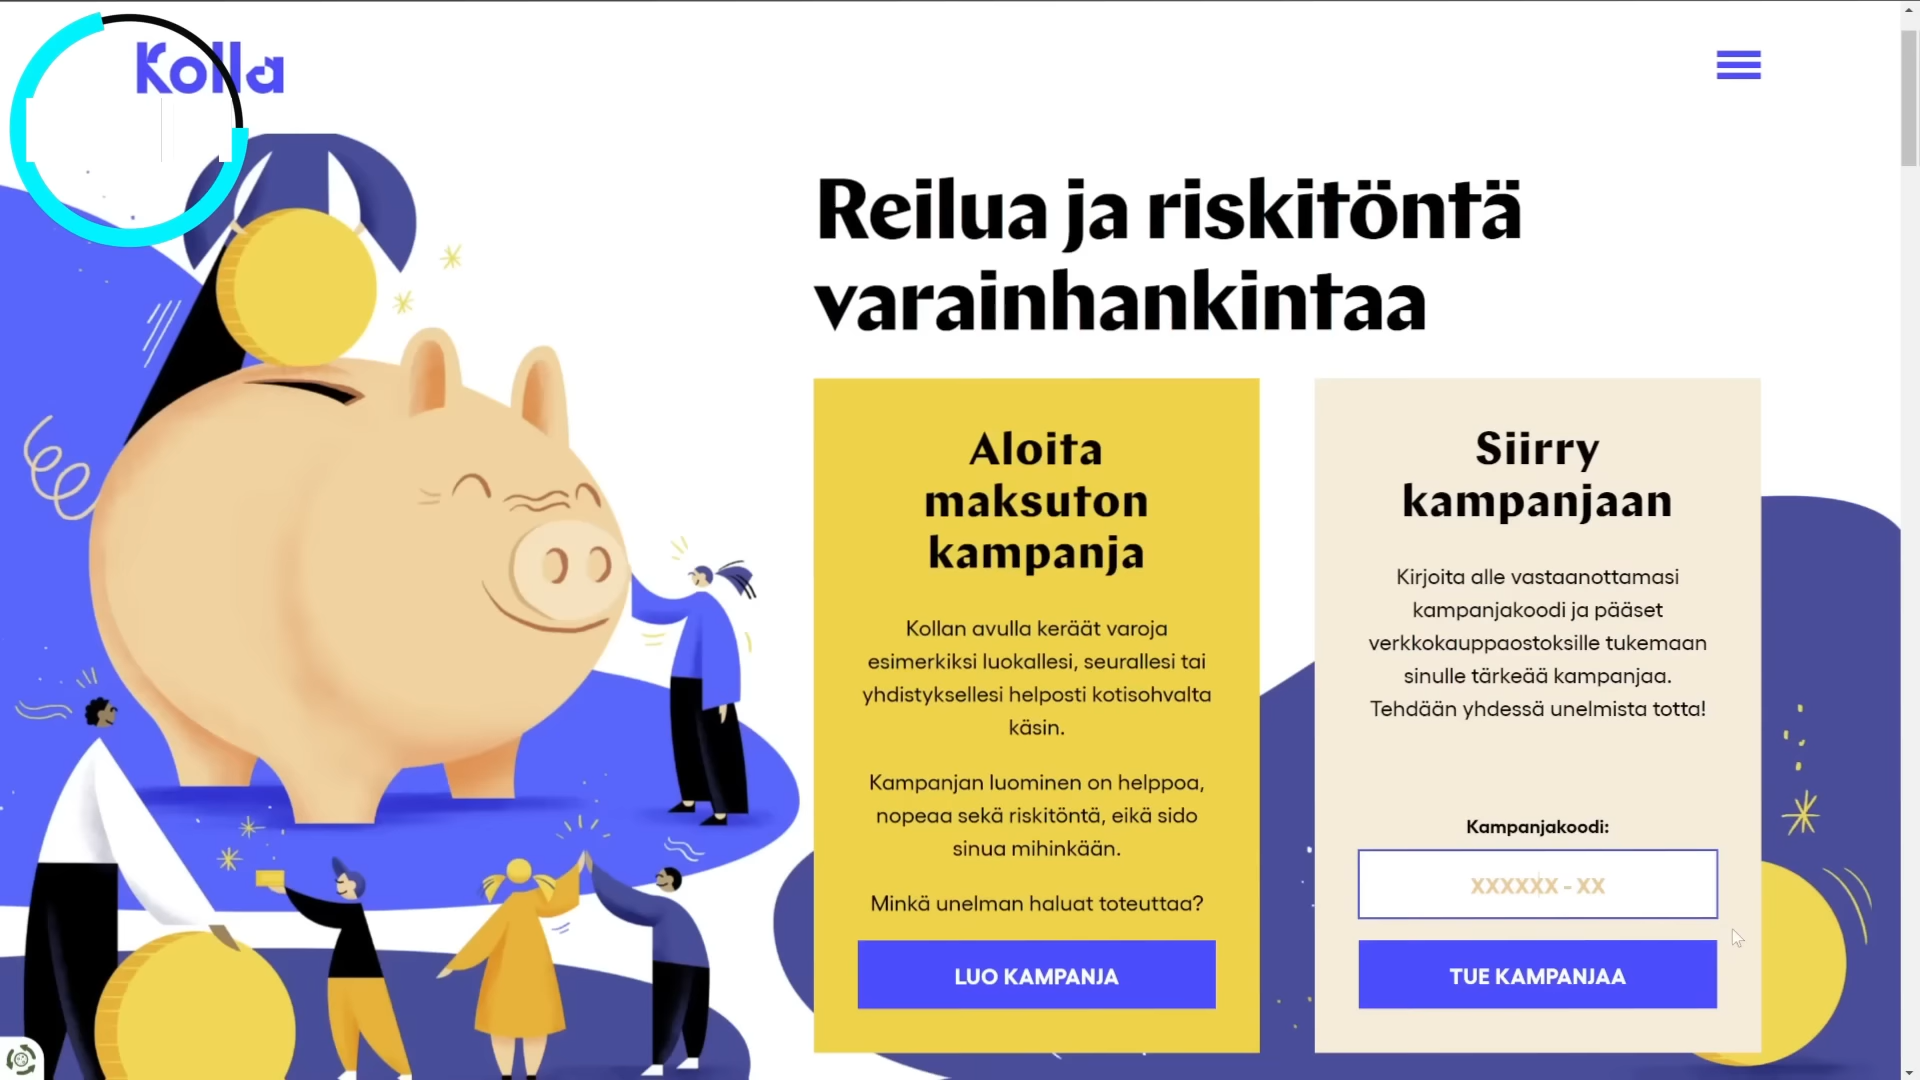 Kolla
Reilua ja riskitöntä
varainhankintaa
Aloita
maksuton
kampanja
Kollan avulla keräät varoja
esimerkiksi luokallesi, seurallesi tai
yhdistyksellesi helposti kotisohvalta
käsin.
Kampanjan luominen on helppoa,
nopeaa sekä riskitöntä, eikä sido
sinua mihinkään.
Minkä unelman haluat toteuttaa?
LUO KAMPANJA
Siirry
kampanjaan
Kirjoita alle vastaanottamasi
kampanjakoodi ja pääset
verkkokauppaostoksille tukemaan
sinulle tärkeää kampanjaa.
Tehdään yhdessä unelmista totta!
Kampanjakoodi:
XXXXXX - XX
TUE KAMPANJAA